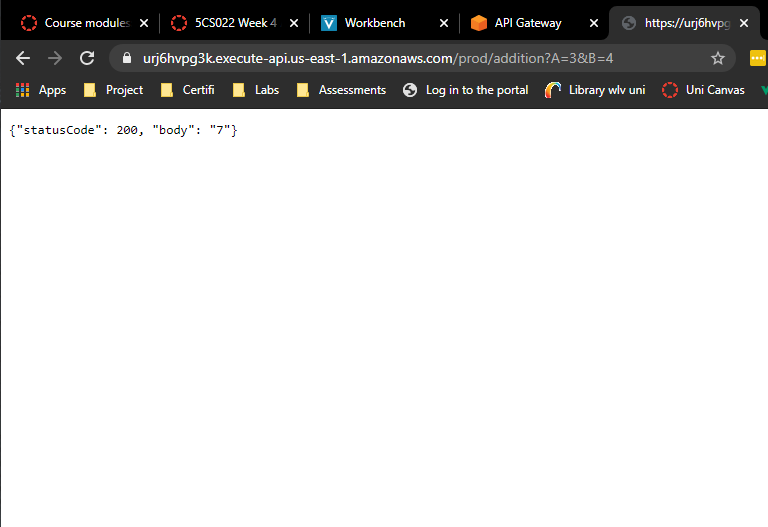 Course modules 5CS022 Week 4 Workbench API Gateway https://urj6hvpg
urj6hvpg3k.execute-api.us-east-1.amazonaws.com/prod/addition?A=3&B=4
Apps Project Certifi Labs Assessments Log in to the portal Library wlv uni Uni Canvas
{"statusCode": 200, "body": "7"}